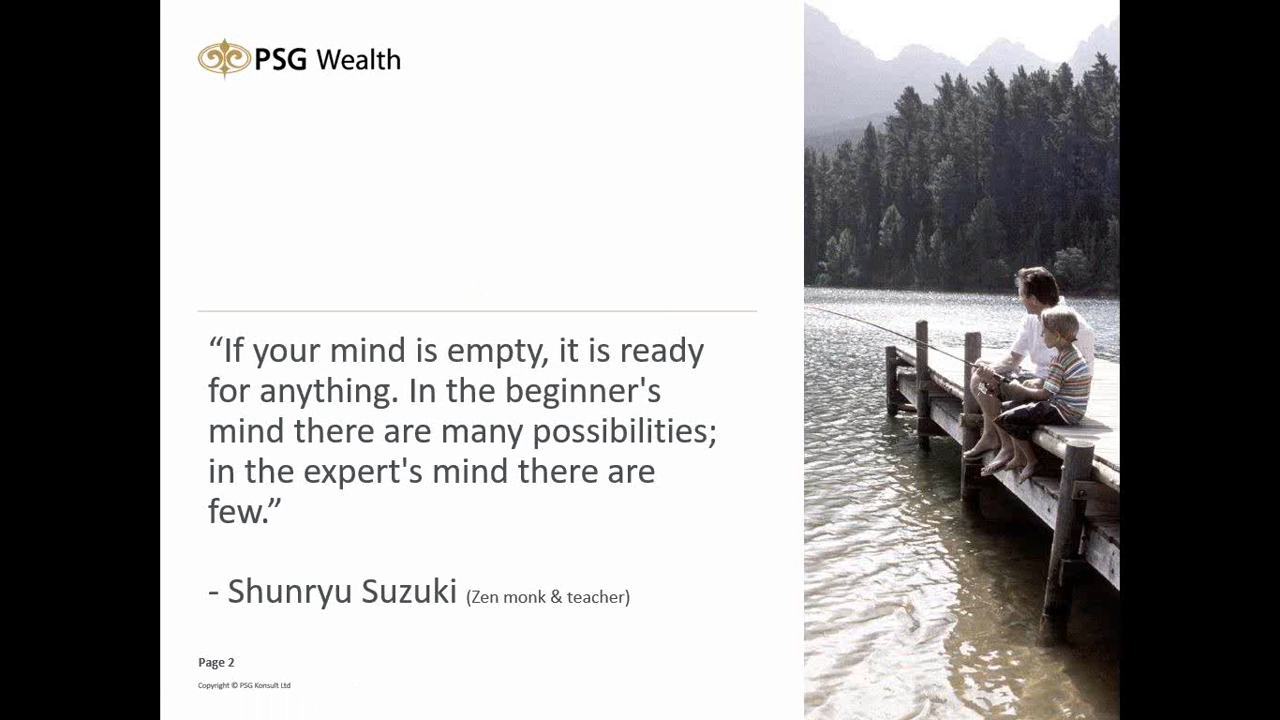 PSG Wealth
“If your mind is empty, it is ready
for anything. In the beginner's
mind there are many possibilities;
in the expert's mind there are
few.”
- Shunryu Suzuki (Zen monk & teacher)
Page 2
Copyright © PSG Konsult Ltd